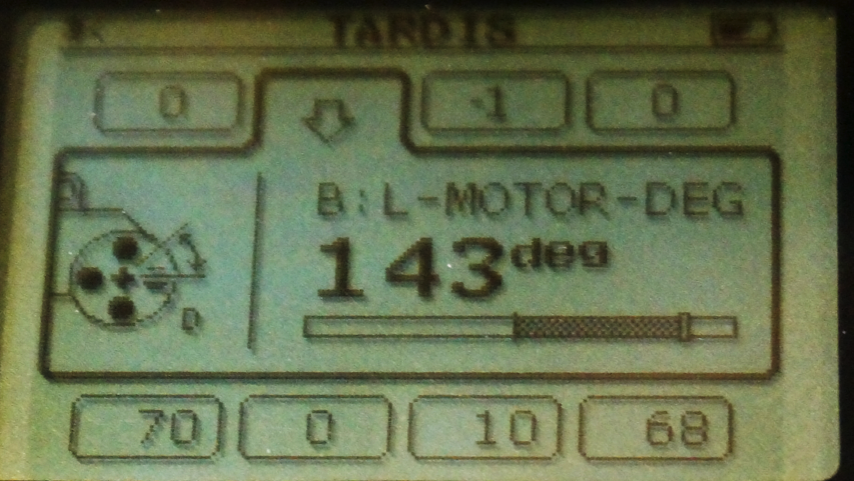 TARDIS
0 -1 0
B:L-MOTOR-DEG
143deg
D
70 0 10 68